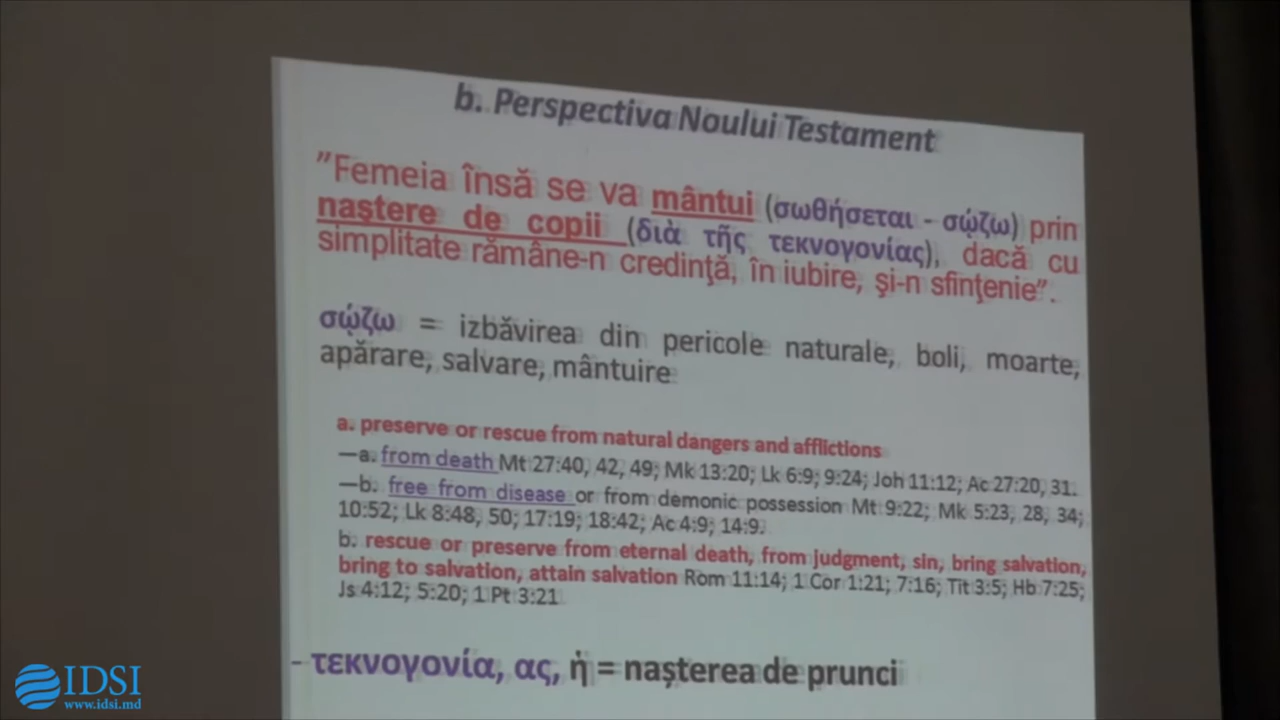 b. Perspectiva Noului Testament
”Femeia însă se va mântui (σωθήσεται - σῴζω) prin
naştere de copii (διὰ τῆς τεκνογονίας), dacă cu
simplitate rămâne-n credinţă, în iubire, şi-n sfinţenie”.
σῴζω = izbăvirea din pericole naturale, boli, moarte,
apărare, salvare, mântuire
a. preserve or rescue from natural dangers and afflictions
—a. from death Mt 27:40, 42, 49; Mk 13:20; Lk 6:9; 9:24; Joh 11:12; Ac 27:20, 31.
—b. free from disease or from demonic possession Mt 9:22; Mk 5:23, 28, 34;
10:52; Lk 8:48, 50; 17:19; 18:42; Ac 4:9; 14:9.
b. rescue or preserve from eternal death, from judgment, sin, bring salvation,
bring to salvation, attain salvation Rom 11:14; 1 Cor 1:21; 7:16; Tit 3:5; Hb 7:25;
Js 4:12; 5:20; 1 Pt 3:21
- τεκνογονία, ας, ἡ = naşterea de prunci
IDSI
www.idsi.md